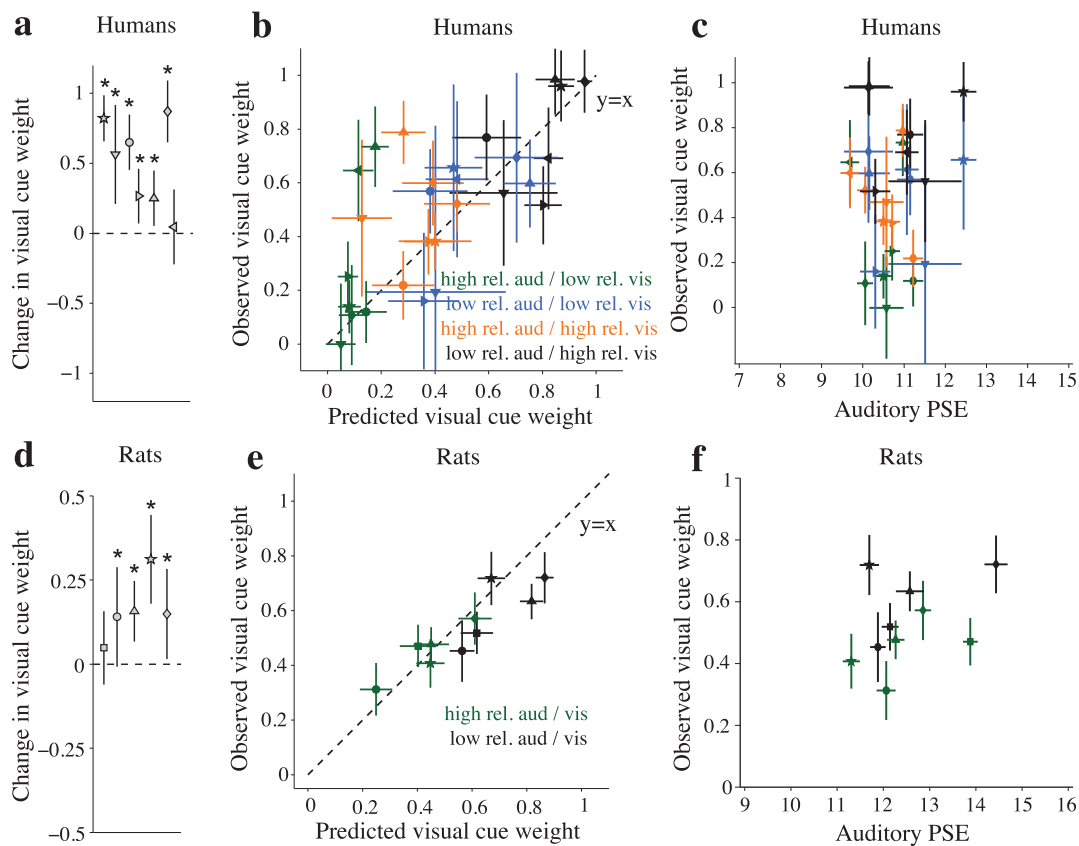 a
Humans
Change in visual cue weight
1
0.5
0
−0.5
−1
* * * * * *
b
Humans
Observed visual cue weight
1
0.8
0.6
0.4
0.2
0
y=x
high rel. aud / low rel. vis
low rel. aud / low rel. vis
high rel. aud / high rel. vis
low rel. aud / high rel. vis
0 0.2 0.4 0.6 0.8 1
Predicted visual cue weight
c
Humans
Observed visual cue weight
1
0.8
0.6
0.4
0.2
0
7 8 9 10 11 12 13 14 15
Auditory PSE
d
Rats
Change in visual cue weight
0.5
0.25
0
−0.25
−0.5
* * * *
e
Rats
Observed visual cue weight
1
0.8
0.6
0.4
0.2
0
y=x
high rel. aud / vis
low rel. aud / vis
0 0.2 0.4 0.6 0.8 1
Predicted visual cue weight
f
Rats
Observed visual cue weight
1
0.8
0.6
0.4
0.2
0
9 10 11 12 13 14 15 16
Auditory PSE